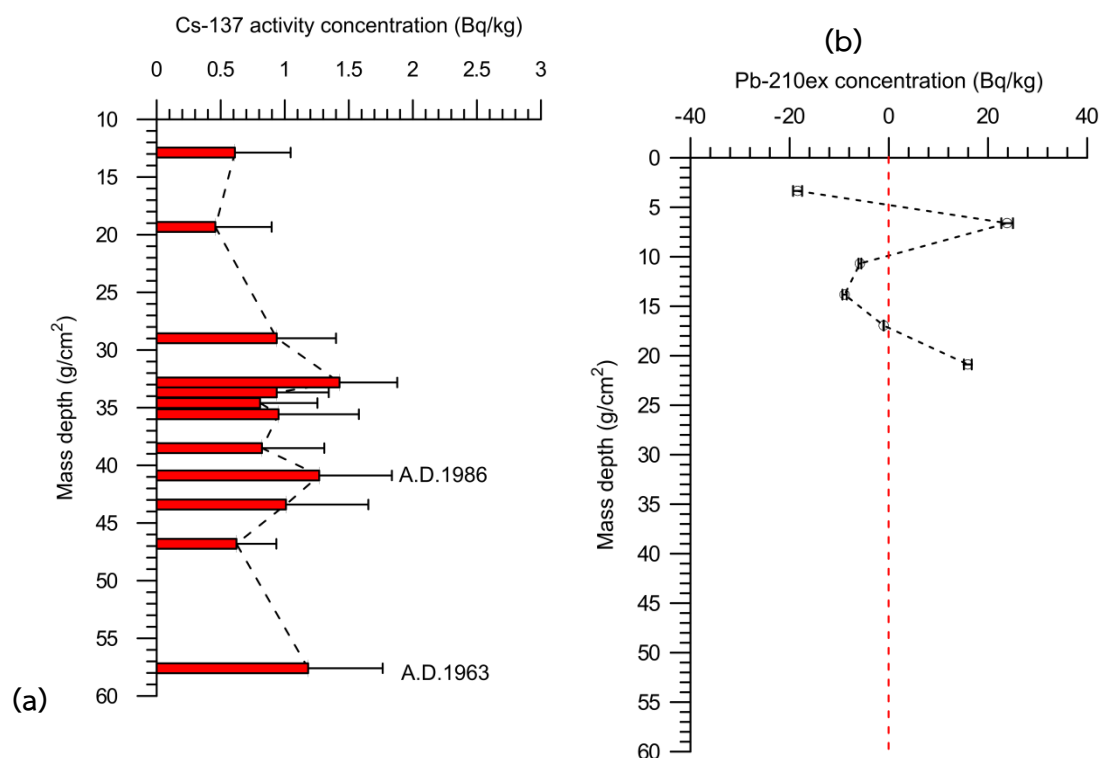 Cs-137 activity concentration (Bq/kg)
0 0.5 1 1.5 2 2.5 3
10
15
20
25
30
35
40
45
50
55
60
Mass depth (g/cm²)
A.D.1986
A.D.1963
(a)
(b)
Pb-210ex concentration (Bq/kg)
-40 -20 0 20 40
0
5
10
15
20
25
30
35
40
45
50
55
60
Mass depth (g/cm²)